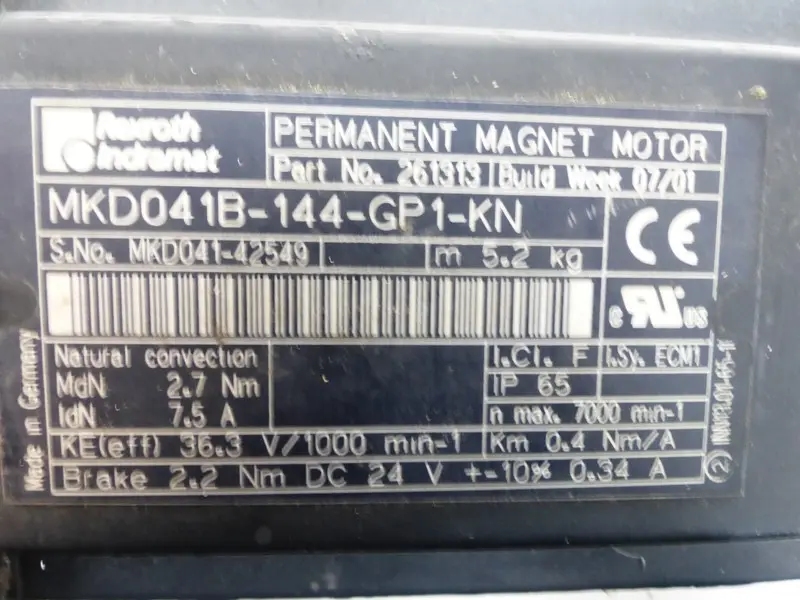 Rexroth
Indramat
PERMANENT MAGNET MOTOR
Part No. 261313 Build Week 07/01
MKD041B-144-GP1-KN
CE
S.No. MKD041-42549 m 5.2 kg
c RU us
Natural convection I.Cl. F I.Sy. ECM1
MdN 2.7 Nm IP 65
IdN 7.5 A n max. 7000 min-1
KE(eff) 36.3 V/1000 min-1 Km 0.4 Nm/A
Brake 2.2 Nm DC 24 V +-10% 0.34 A
Made in Germany
2